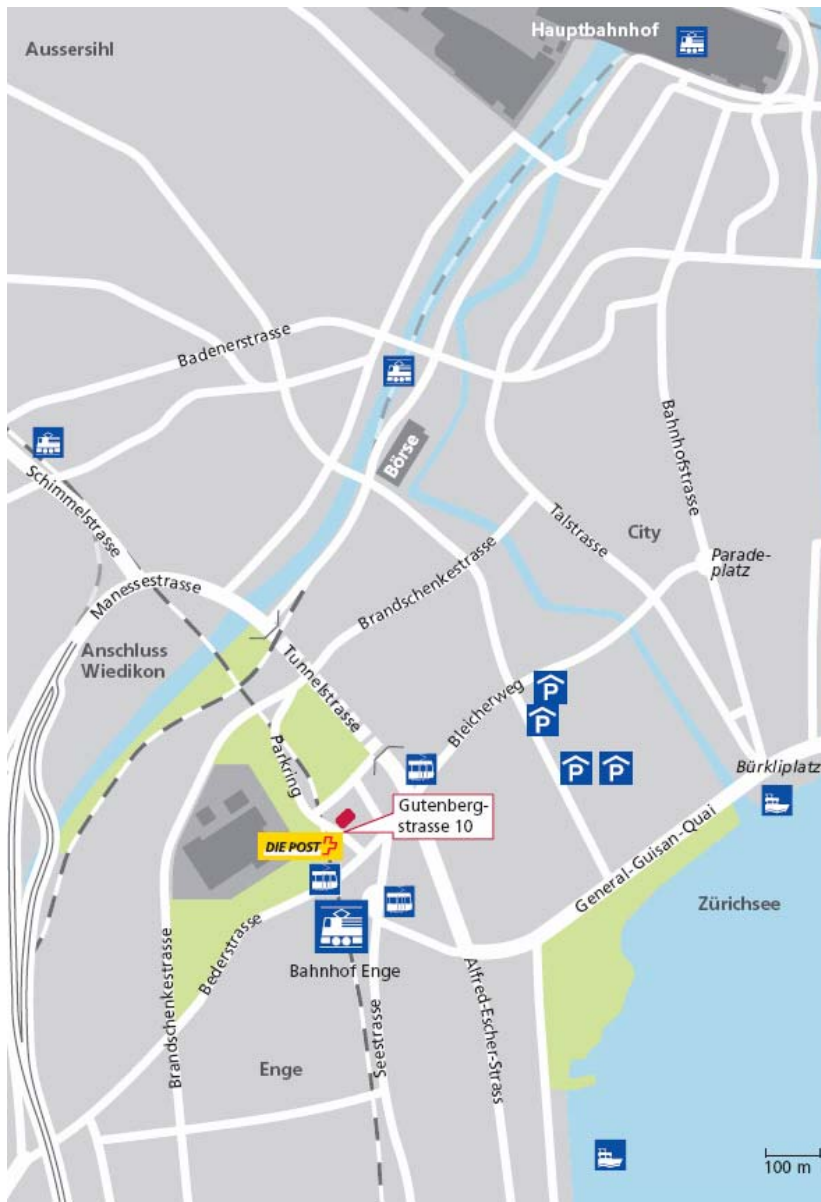 Hauptbahnhof
Aussersihl
Badenerstrasse
Börse
Bahnhofstrasse
Schimmelstrasse
Talstrasse
City
Parade-
platz
Brandschenkestrasse
Manessestrasse
Anschluss
Wiedikon
Tunnelstrasse
Bleicherweg
P
P
P
P
Parkring
Bürkliplatz
Gutenberg-
strasse 10
DIE POST
General-Guisan-Quai
Zürichsee
Bederstrasse
Bahnhof Enge
Brandschenkestrasse
Seestrasse
Alfred-Escher-Strass
Enge
100 m